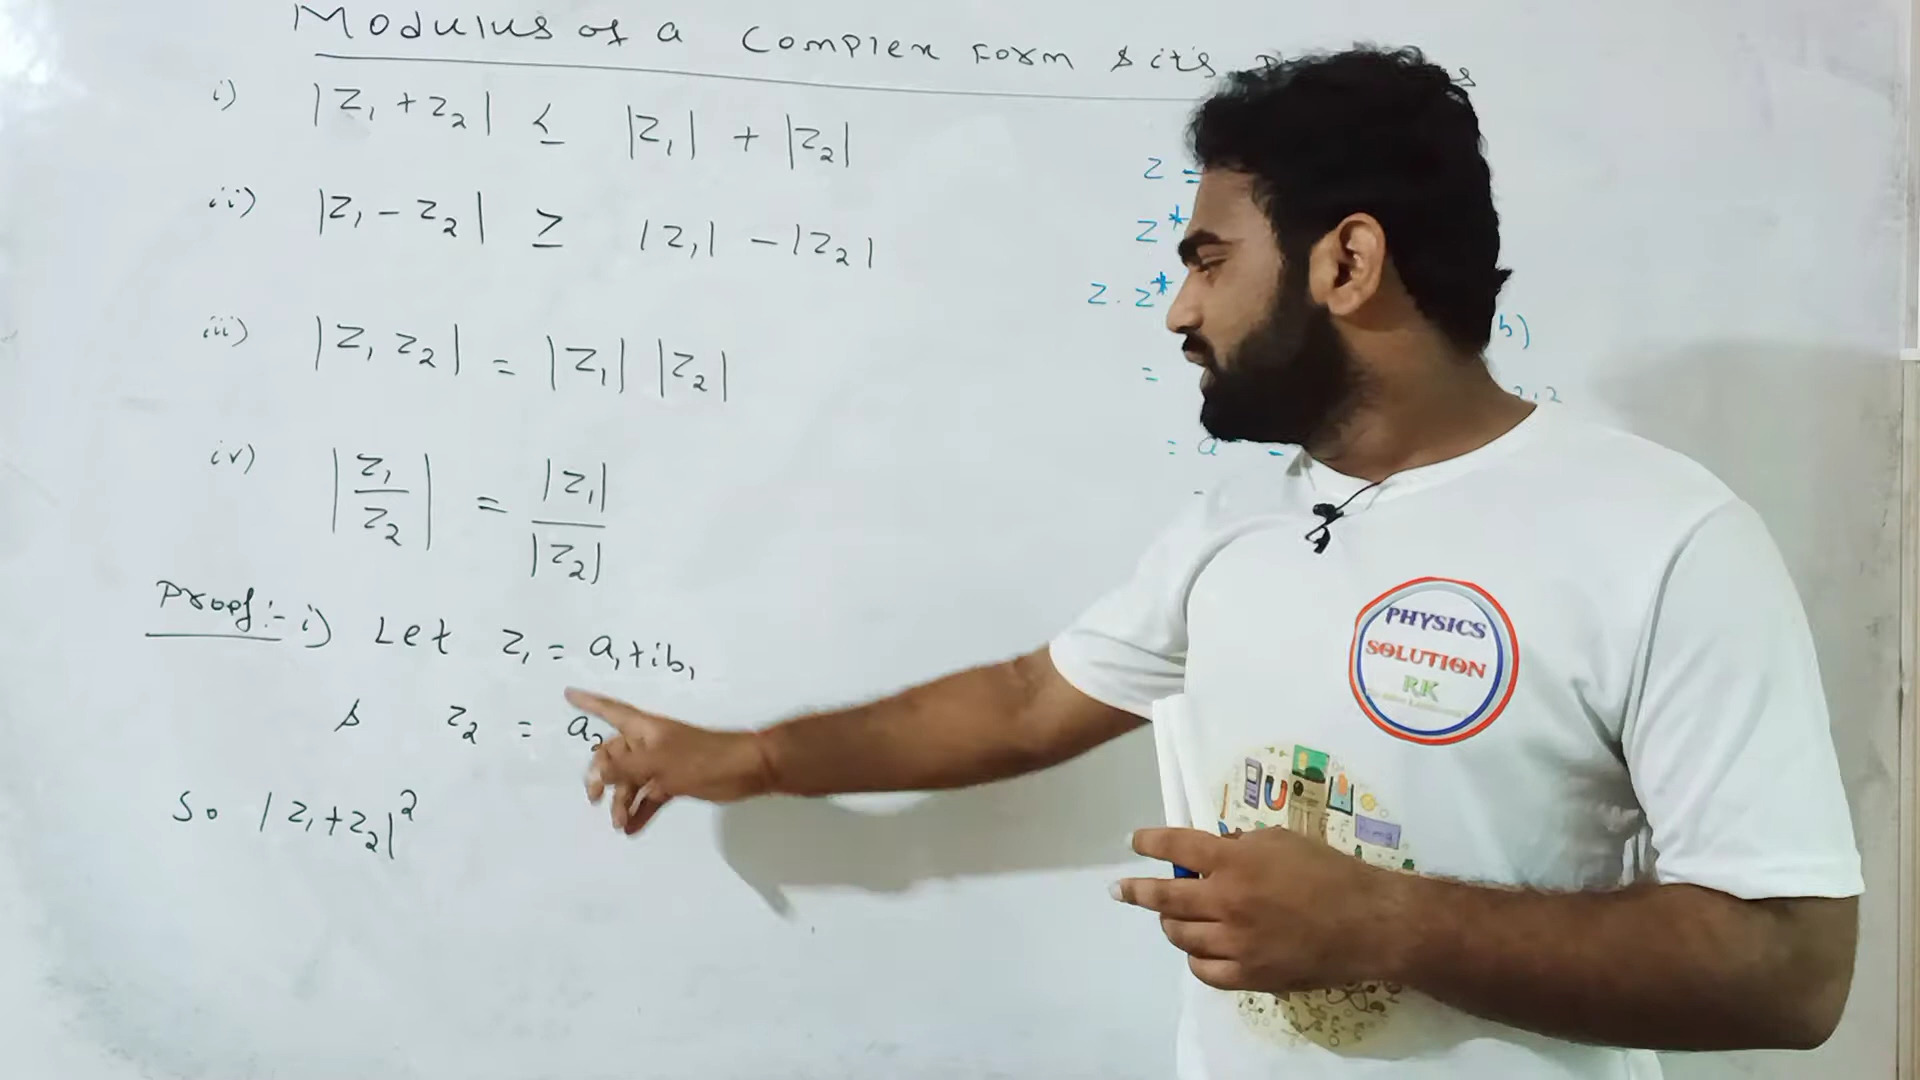 Modulus of a Complex Form & its
i) |z₁ + z₂| ≤ |z₁| + |z₂|
ii) |z₁ - z₂| ≥ |z₁| - |z₂|
iii) |z₁ z₂| = |z₁| |z₂|
iv) |z₁/z₂| = |z₁|/|z₂|
Proof :- i) Let z₁ = a₁+ib₁
& z₂ = a₂
So |z₁+z₂|²
z =
z*
z . z*
b)
=
= a
PHYSICS
SOLUTION
RK